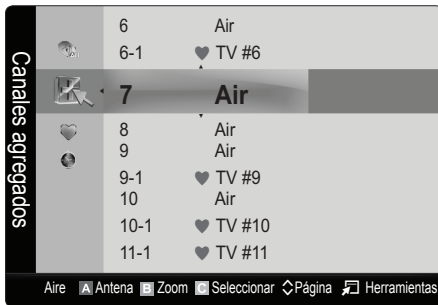 Canales agregados
6 Air
6-1 ♥ TV #6
7 Air
8 Air
9 Air
9-1 ♥ TV #9
10 Air
10-1 ♥ TV #10
11-1 ♥ TV #11
Aire A Antena B Zoom C Seleccionar Página Herramientas